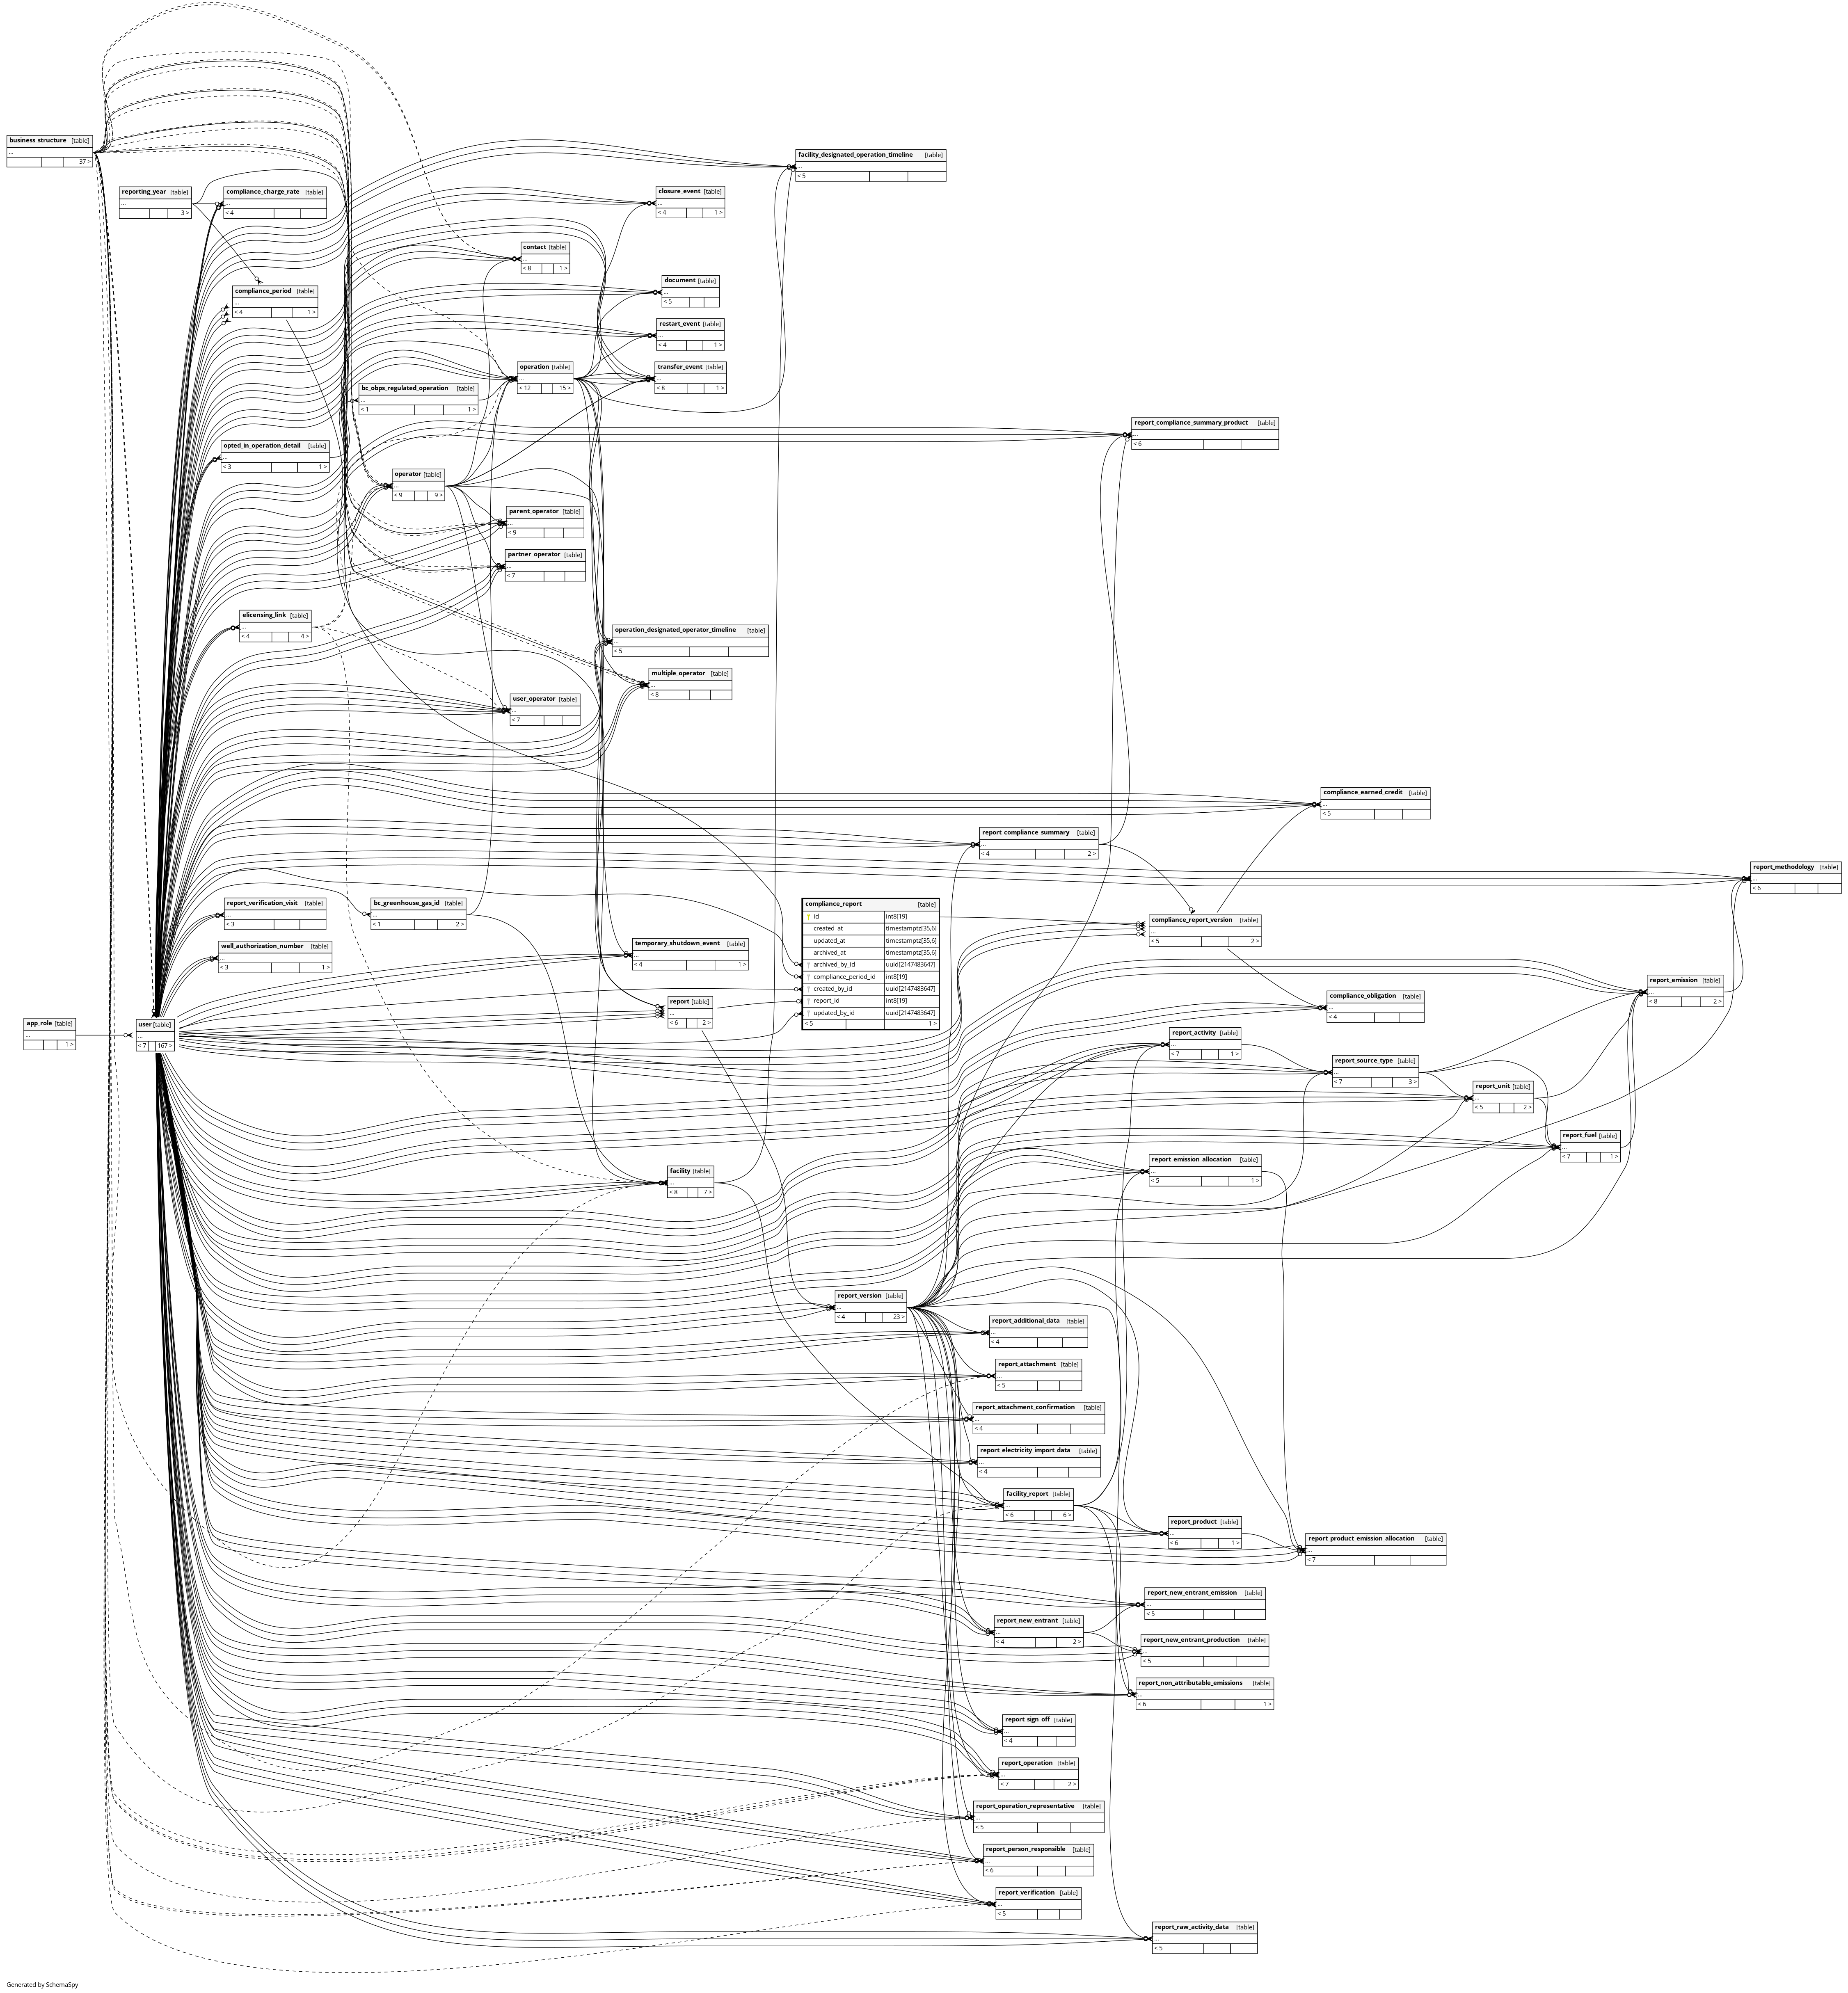 business_structure [table]
...
37 >
facility_designated_operation_timeline [table]
...
< 5
reporting_year [table]
...
3 >
compliance_charge_rate [table]
...
< 4
closure_event [table]
...
< 4 1 >
contact [table]
...
< 8 1 >
document [table]
...
< 5
compliance_period [table]
...
< 4 1 >
restart_event [table]
...
< 4 1 >
operation [table]
...
< 12 15 >
transfer_event [table]
...
< 8 1 >
bc_obps_regulated_operation [table]
...
< 1 1 >
report_compliance_summary_product [table]
...
< 6
opted_in_operation_detail [table]
...
< 3 1 >
operator [table]
...
< 9 9 >
parent_operator [table]
...
< 9
partner_operator [table]
...
< 7
elicensing_link [table]
...
< 4 4 >
operation_designated_operator_timeline [table]
...
< 5
multiple_operator [table]
...
< 8
user_operator [table]
...
< 7
compliance_earned_credit [table]
...
< 5
report_compliance_summary [table]
...
< 4 2 >
report_methodology [table]
...
< 6
report_verification_visit [table]
...
< 3
bc_greenhouse_gas_id [table]
...
< 1 2 >
compliance_report [table]
id int8[19]
created_at timestamptz[35,6]
updated_at timestamptz[35,6]
archived_at timestamptz[35,6]
archived_by_id uuid[2147483647]
compliance_period_id int8[19]
created_by_id uuid[2147483647]
report_id int8[19]
updated_by_id uuid[2147483647]
< 5 1 >
compliance_report_version [table]
...
< 5 2 >
well_authorization_number [table]
...
< 3 1 >
temporary_shutdown_event [table]
...
< 4 1 >
report_emission [table]
...
< 8 2 >
report [table]
...
< 6 2 >
compliance_obligation [table]
...
< 4
app_role [table]
...
1 >
user [table]
...
< 7 167 >
report_activity [table]
...
< 7 1 >
report_source_type [table]
...
< 7 3 >
report_unit [table]
...
< 5 2 >
report_fuel [table]
...
< 7 1 >
report_emission_allocation [table]
...
< 5 1 >
facility [table]
...
< 8 7 >
report_version [table]
...
< 4 23 >
report_additional_data [table]
...
< 4
report_attachment [table]
...
< 5
report_attachment_confirmation [table]
...
< 4
report_electricity_import_data [table]
...
< 4
facility_report [table]
...
< 6 6 >
report_product [table]
...
< 6 1 >
report_product_emission_allocation [table]
...
< 7
report_new_entrant_emission [table]
...
< 5
report_new_entrant [table]
...
< 4 2 >
report_new_entrant_production [table]
...
< 5
report_non_attributable_emissions [table]
...
< 6 1 >
report_sign_off [table]
...
< 4
report_operation [table]
...
< 7 2 >
report_operation_representative [table]
...
< 5
report_person_responsible [table]
...
< 6
report_verification [table]
...
< 5
report_raw_activity_data [table]
...
< 5
Generated by SchemaSpy